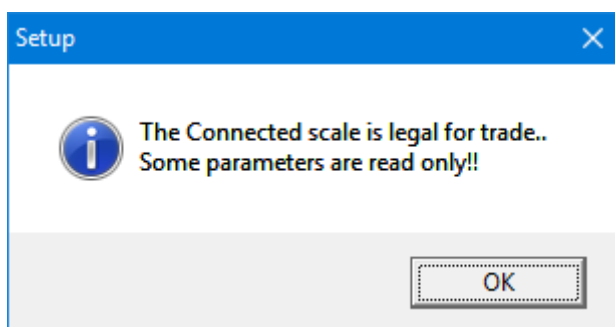 Setup
The Connected scale is legal for trade..
Some parameters are read only!!
OK